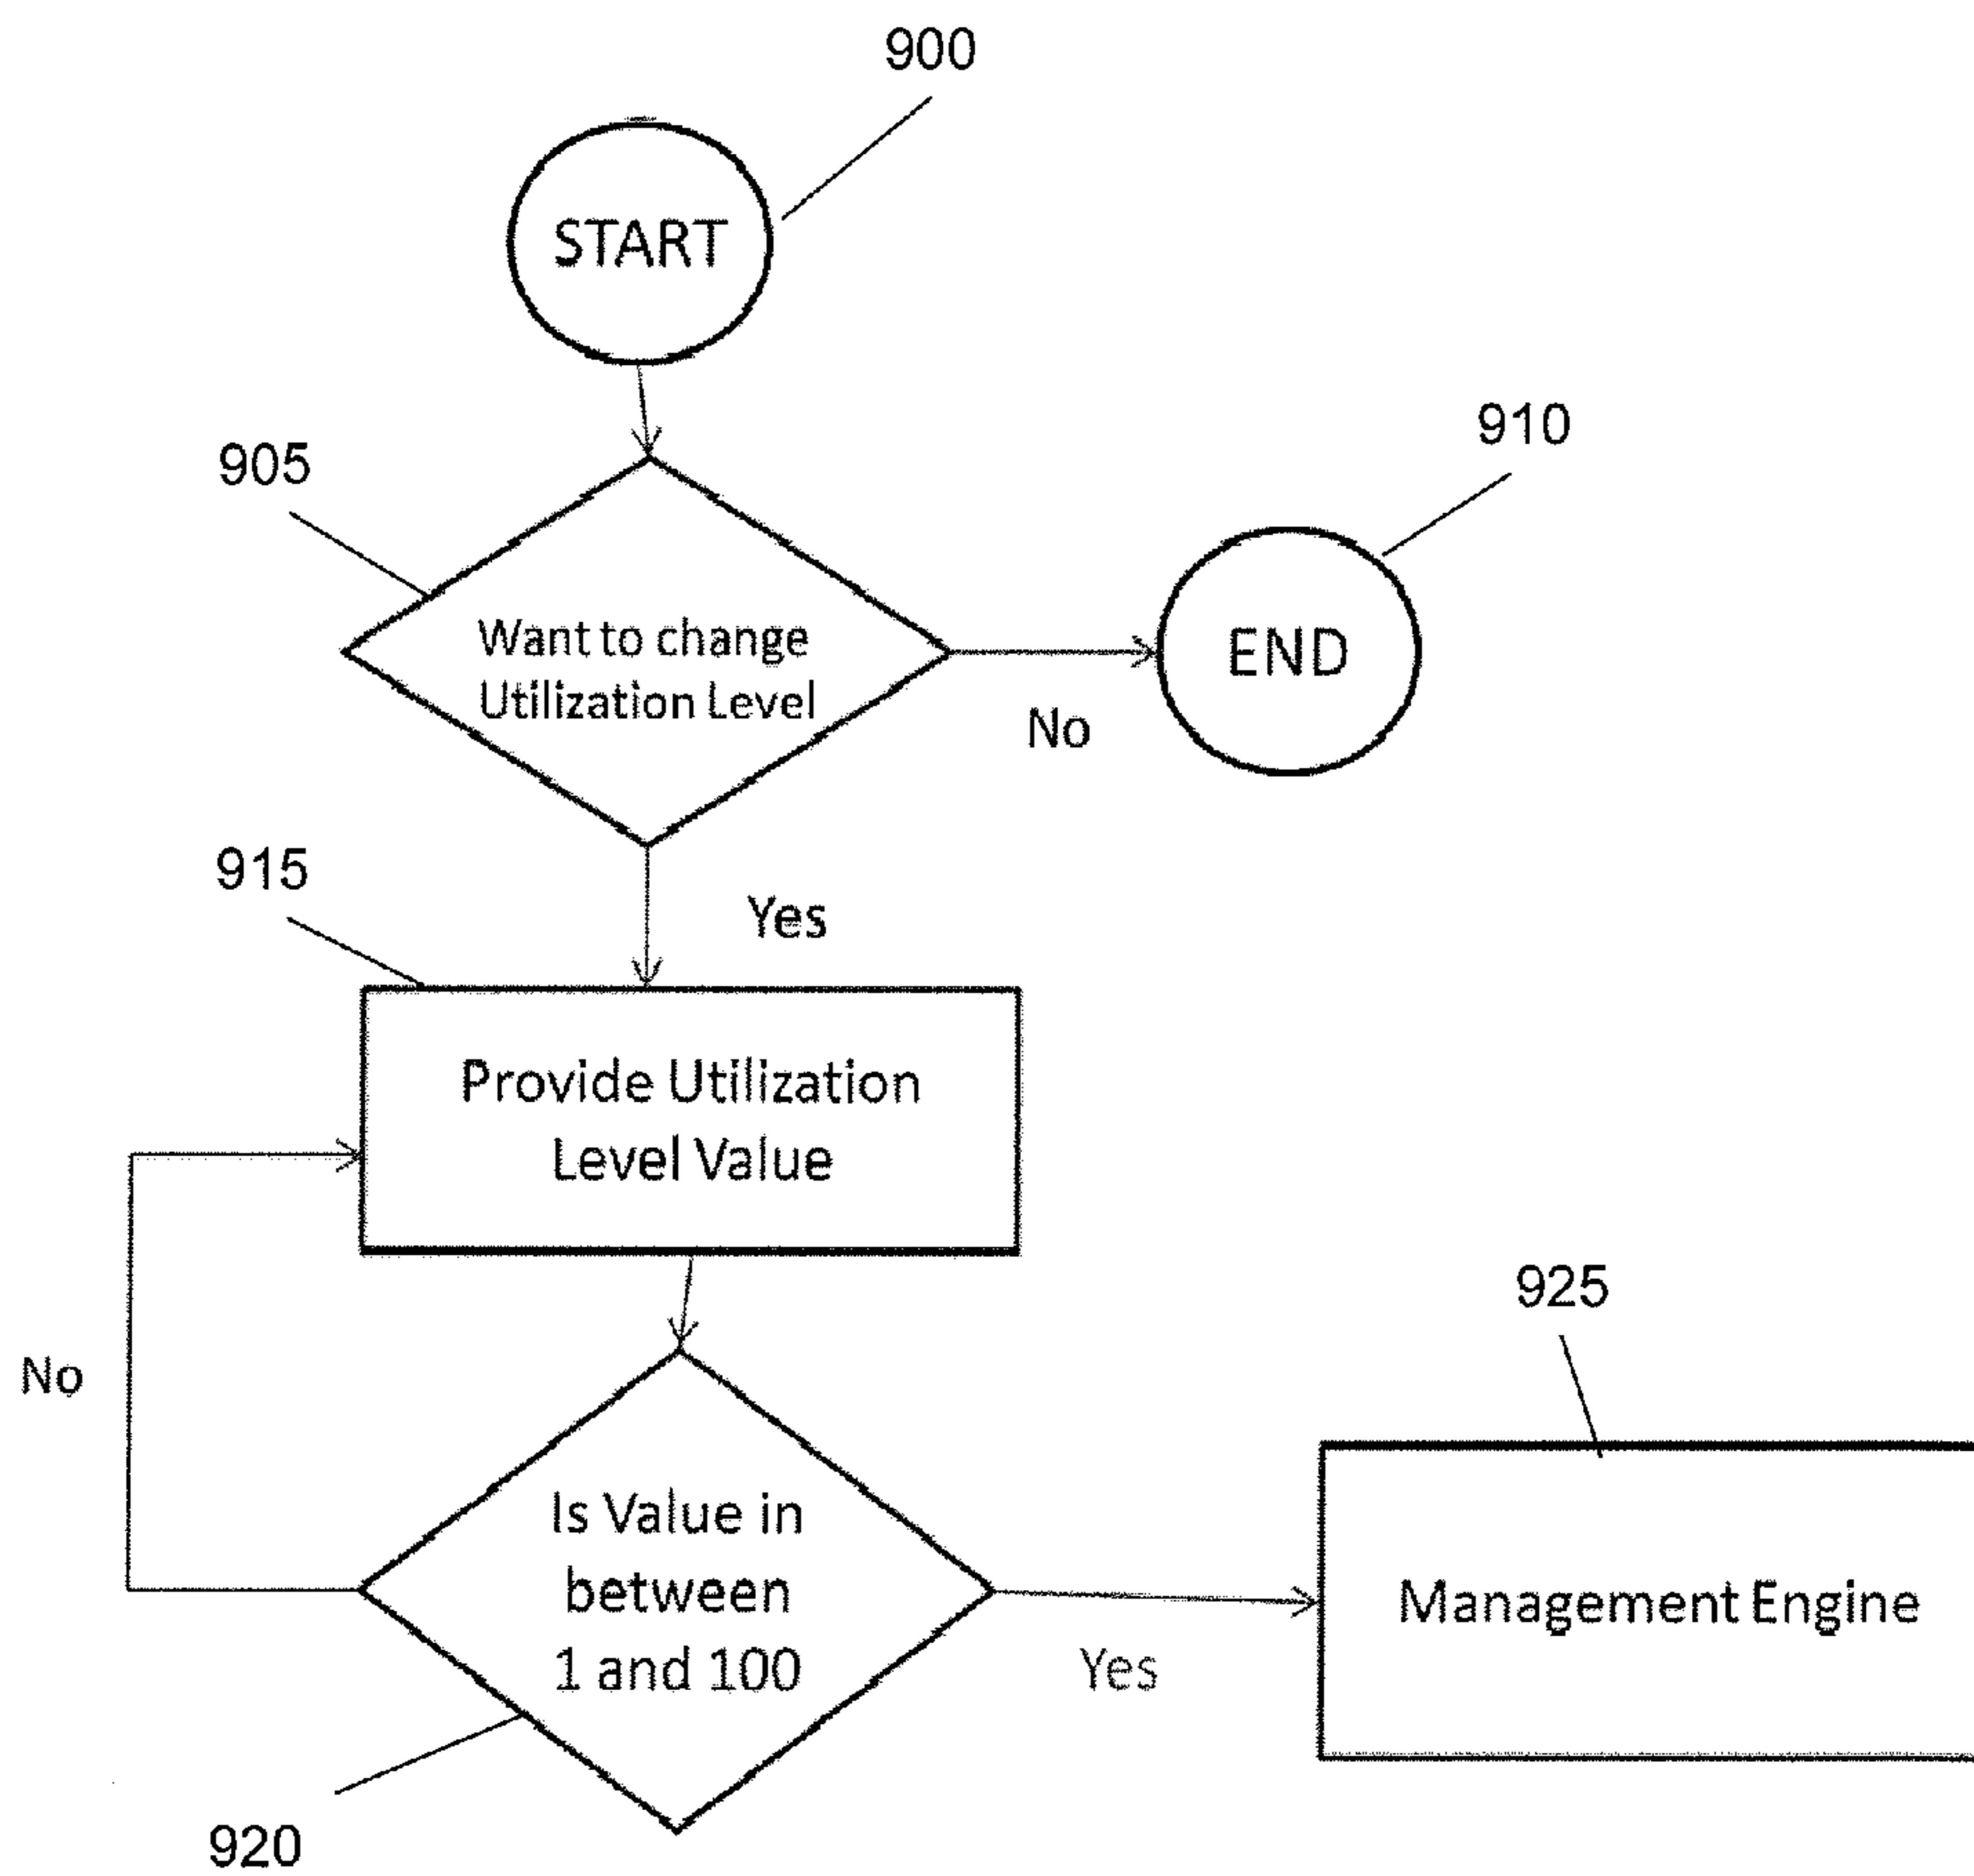 900
START
905
910
Want to change
Utilization Level
END
No
915
Yes
Provide Utilization
Level Value
925
No
Is Value in
between
1 and 100
Management Engine
Yes
920